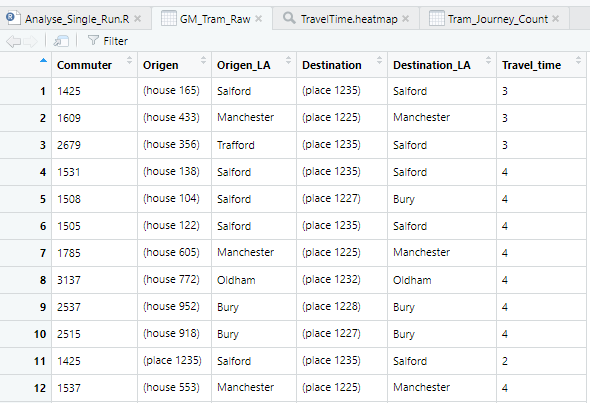 Analyse_Single_Run.R GM_Tram_Raw TravelTime.heatmap Tram_Journey_Count
Filter
Commuter Origen Origen_LA Destination Destination_LA Travel_time
1 1425 (house 165) Salford (place 1235) Salford 3
2 1609 (house 433) Manchester (place 1225) Manchester 3
3 2679 (house 356) Trafford (place 1235) Salford 3
4 1531 (house 138) Salford (place 1235) Salford 4
5 1508 (house 104) Salford (place 1227) Bury 4
6 1505 (house 122) Salford (place 1235) Salford 4
7 1785 (house 605) Manchester (place 1225) Manchester 4
8 3137 (house 772) Oldham (place 1232) Oldham 4
9 2537 (house 952) Bury (place 1228) Bury 4
10 2515 (house 918) Bury (place 1227) Bury 4
11 1425 (place 1235) Salford (place 1235) Salford 2
12 1537 (house 553) Manchester (place 1225) Manchester 4